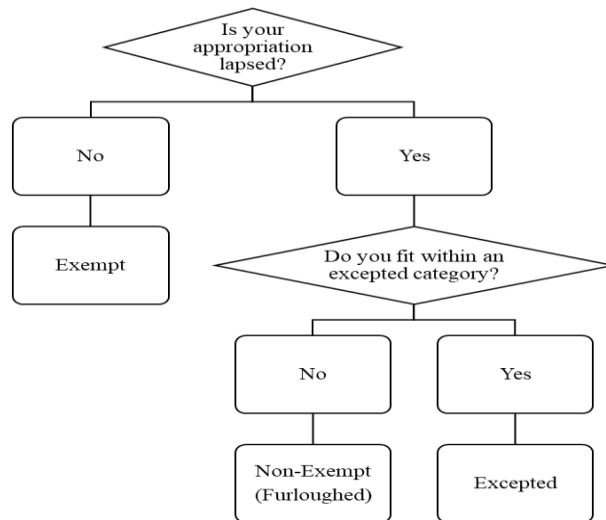 Is your
appropriation
lapsed?
No
Yes
Exempt
Do you fit within an
excepted category?
No
Yes
Non-Exempt
(Furloughed)
Excepted